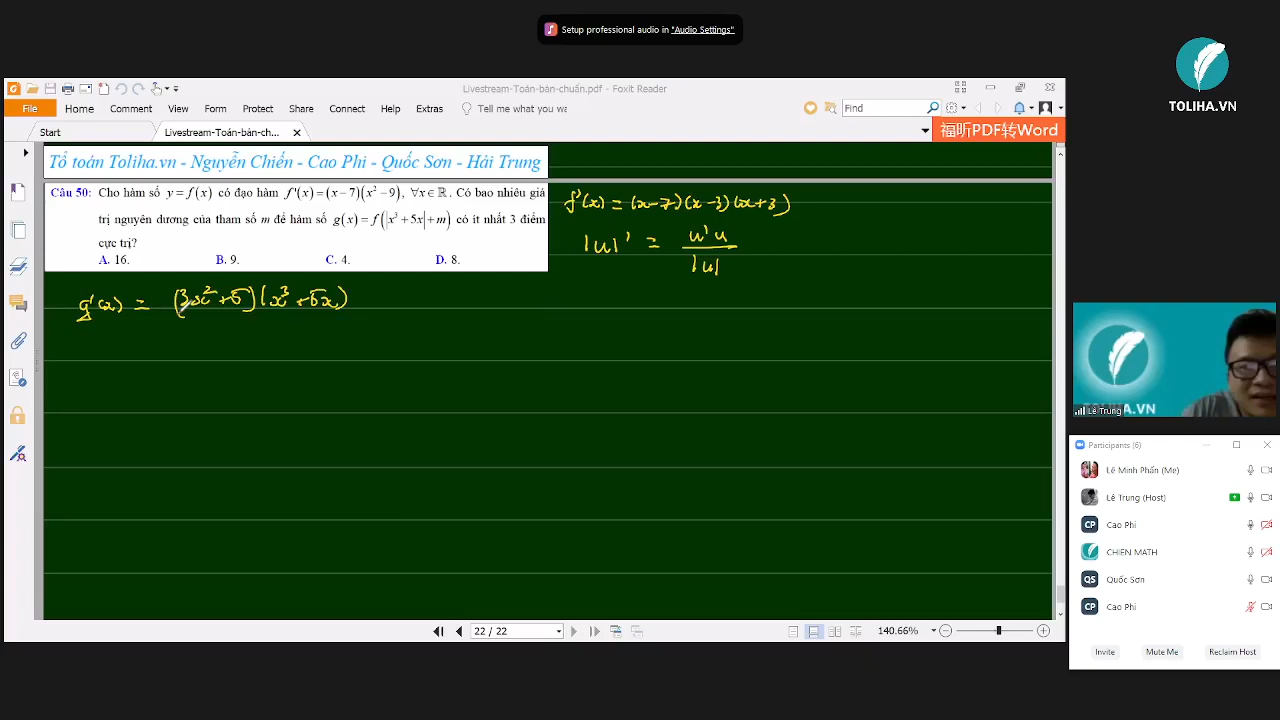 Setup professional audio in "Audio Settings"
TOLIHA.VN
Livestream-Toán-bản-chuẩn.pdf - Foxit Reader
File Home Comment View Form Protect Share Connect Help Extras Tell me what you wa Find
Start Livestream-Toán-bản-ch...
福昕PDF转Word
Tổ toán Toliha.vn - Nguyễn Chiến - Cao Phi - Quốc Sơn - Hải Trung
Câu 50: Cho hàm số y = f(x) có đạo hàm f'(x) = (x−7)(x²−9), ∀x∈ℝ. Có bao nhiêu giá
trị nguyên dương của tham số m để hàm số g(x) = f(|x³+5x|+m) có ít nhất 3 điểm
cực trị?
A. 16. B. 9. C. 4. D. 8.
f'(x) = (x-7)(x-3)(x+3)
|u|' = u'u / |u|
g'(x) = (3x²+5)(x³+5x)
Lê Trung
Participants (6)
Lê Minh Phấn (Me)
Lê Trung (Host)
Cao Phi
CHIEN MATH
Quốc Sơn
Cao Phi
Invite Mute Me Reclaim Host
22 / 22
140.66%